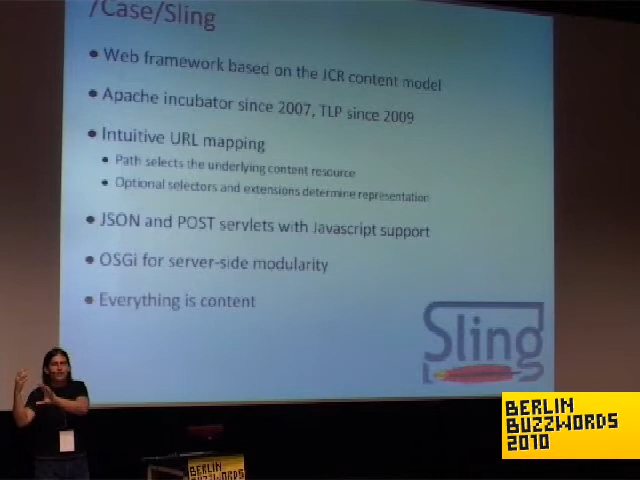 /Case/Sling
• Web framework based on the JCR content model
• Apache incubator since 2007, TLP since 2009
• Intuitive URL mapping
• Path selects the underlying content resource
• Optional selectors and extensions determine representation
• JSON and POST servlets with Javascript support
• OSGi for server-side modularity
• Everything is content
Sling
BERLIN
BUZZWORDS
2010
BERLIN
BUZZWORDS